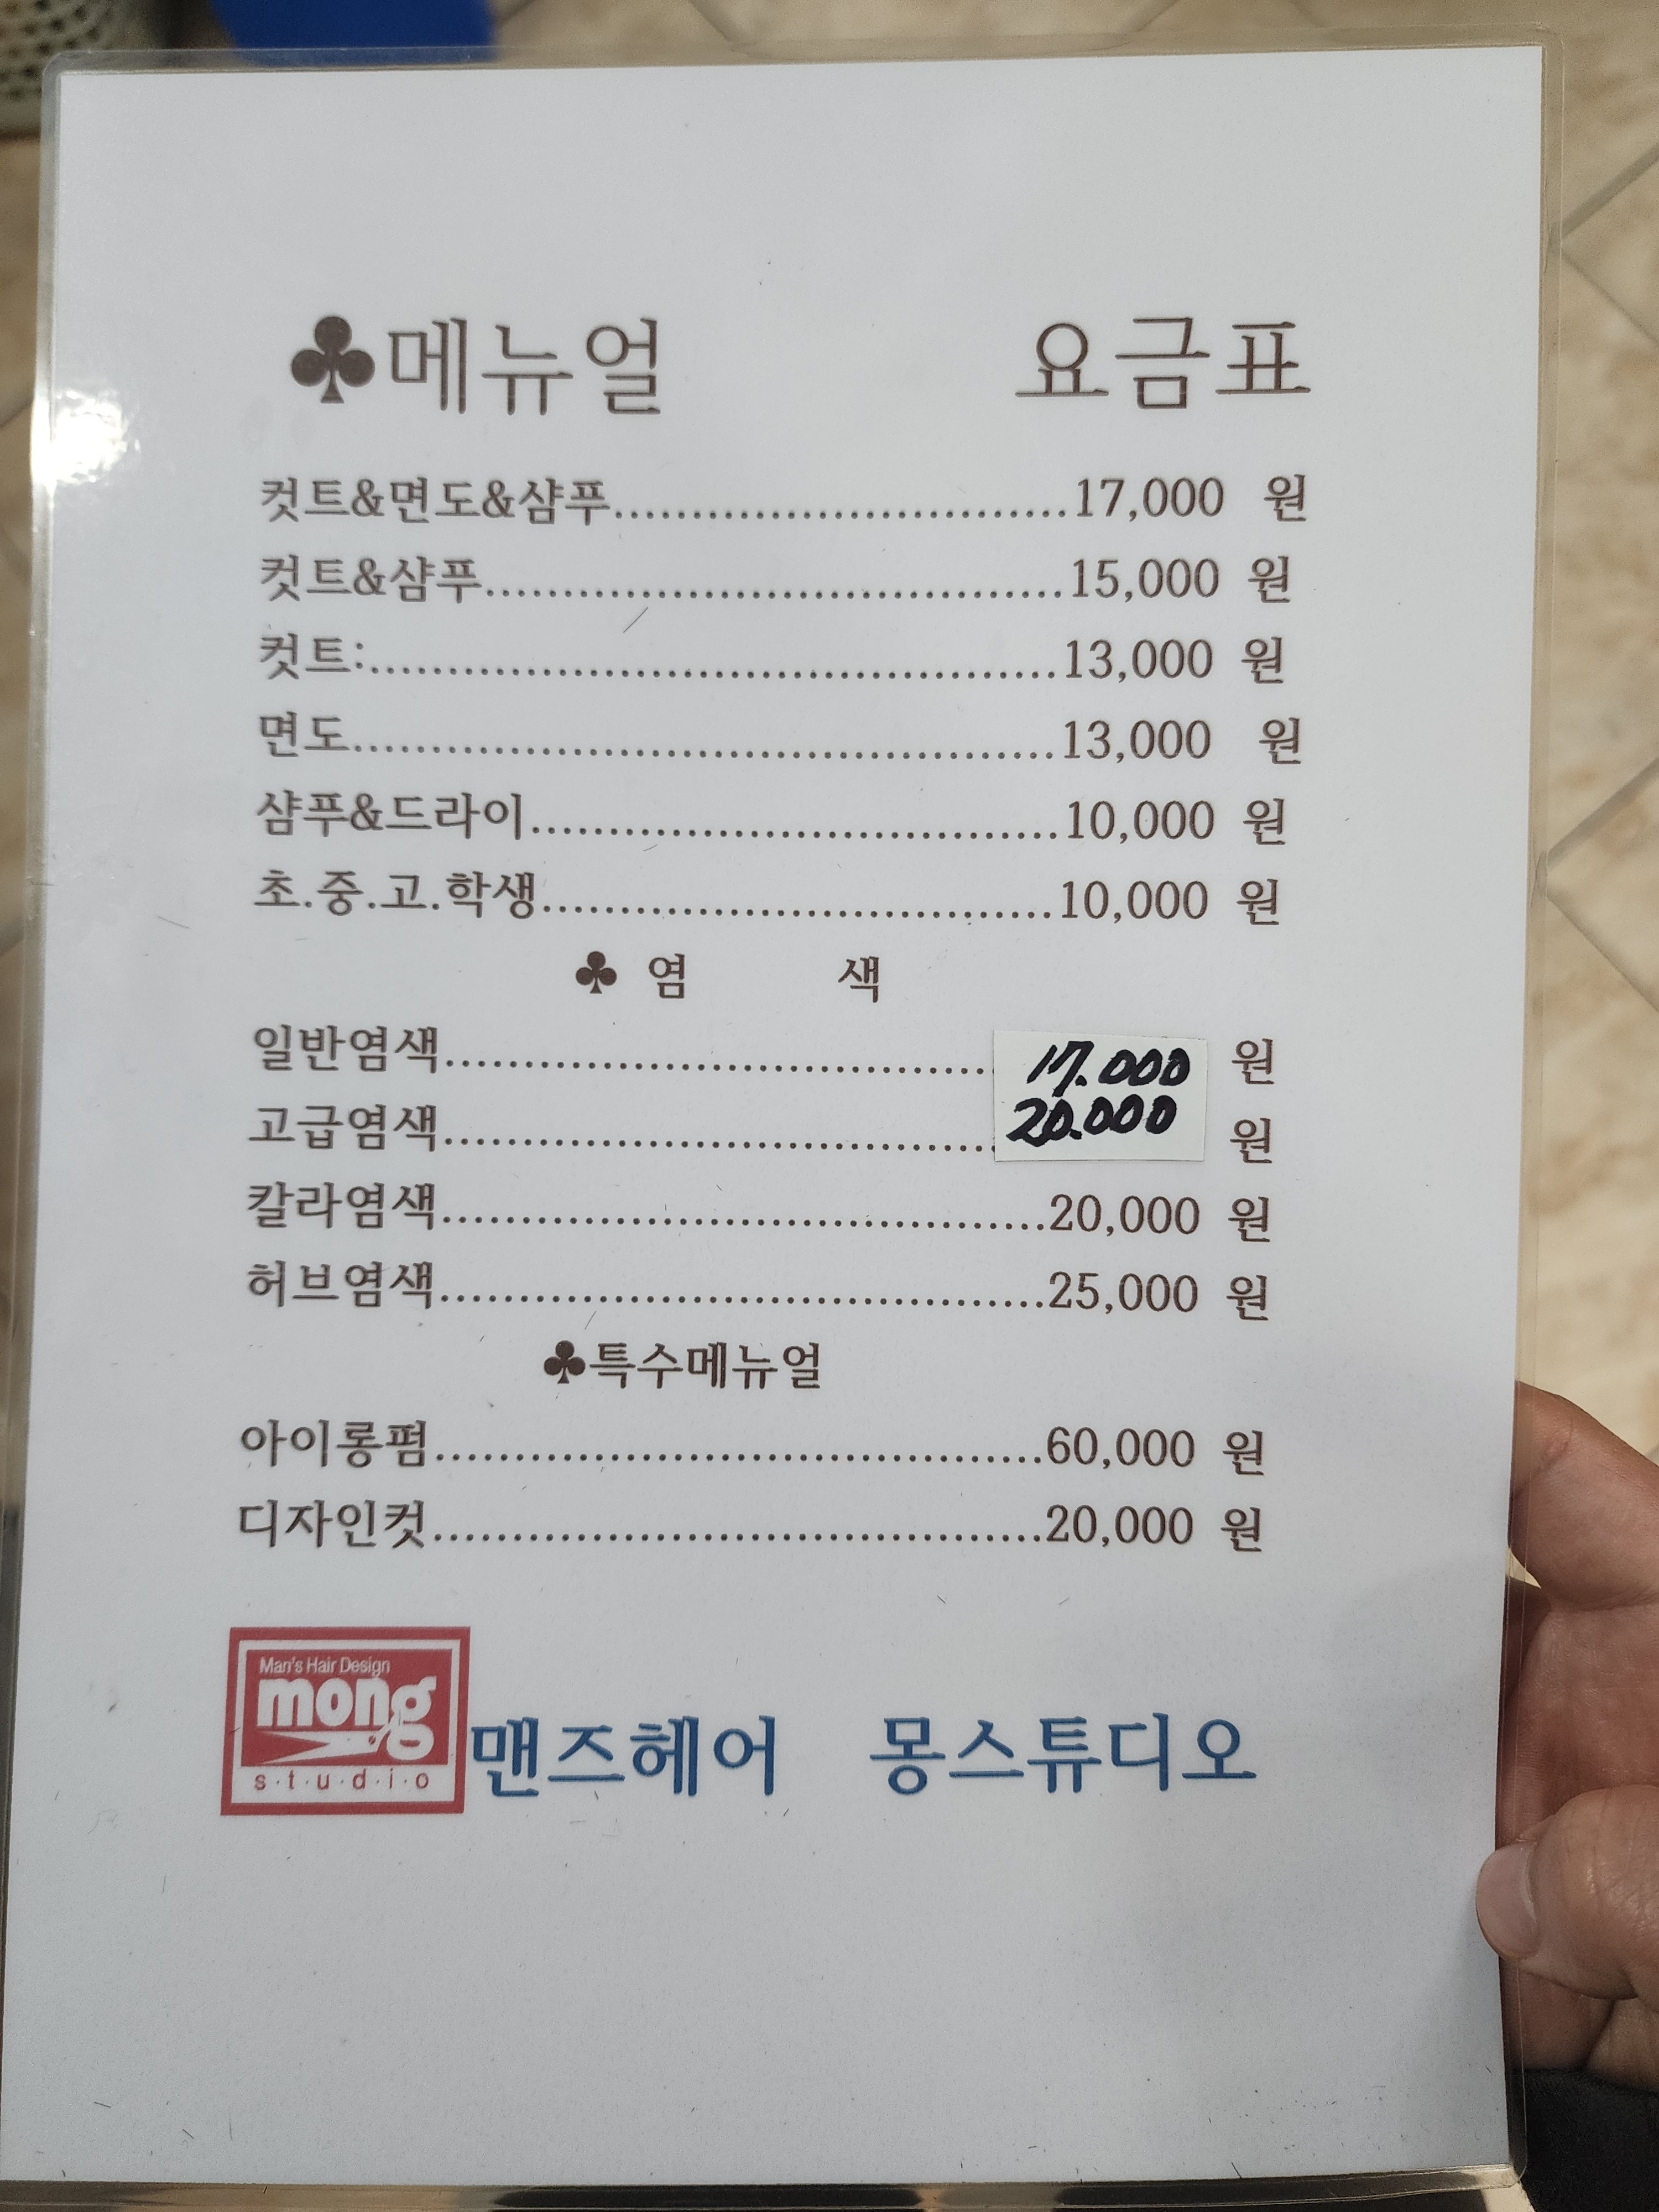 ♣메뉴얼 요금표
컷트&면도&샴푸..............................17,000 원
컷트&샴푸......................................15,000 원
컷트:.............................................13,000 원
면도..............................................13,000 원
샴푸&드라이...................................10,000 원
초.중.고.학생..................................10,000 원
♣ 염 색
일반염색....................................17.000 원
고급염색....................................20.000 원
칼라염색........................................20,000 원
허브염색........................................25,000 원
♣특수메뉴얼
아이롱펌........................................60,000 원
디자인컷........................................20,000 원
Man's Hair Design
mong
s·t·u·d·i·o
맨즈헤어 몽스튜디오